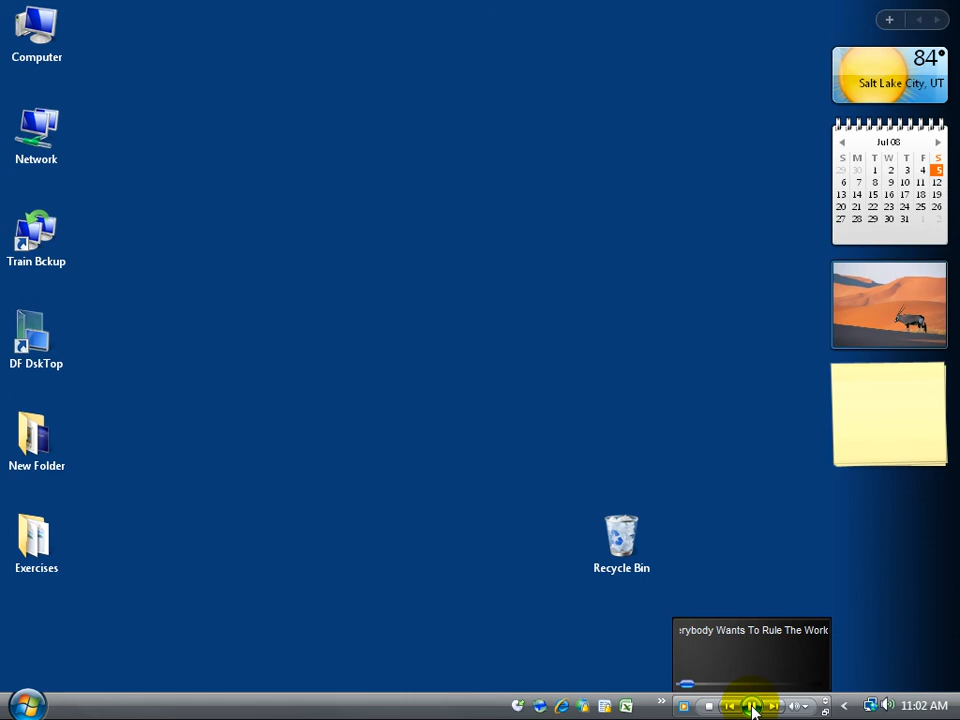 Computer
Network
Train Bckup
DF DskTop
New Folder
Exercises
Recycle Bin
84°
Salt Lake City, UT
Jul 08
S M T W T F S
29 30 1 2 3 4 5
6 7 8 9 10 11 12
13 14 15 16 17 18 19
20 21 22 23 24 25 26
27 28 29 30 31 1 2
erybody Wants To Rule The Work
11:02 AM